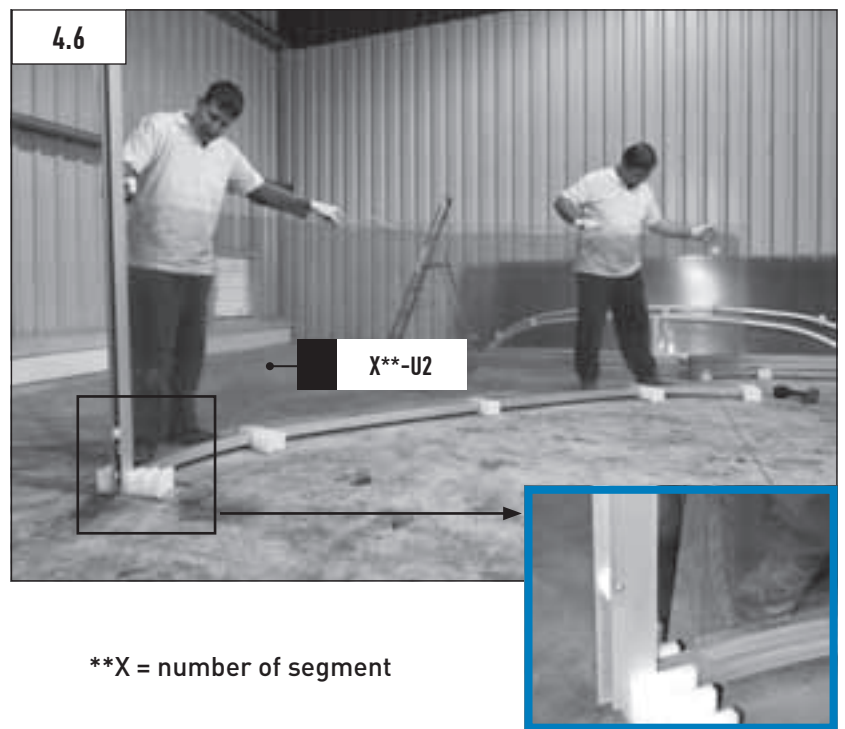 4.6
X**-U2
**X = number of segment